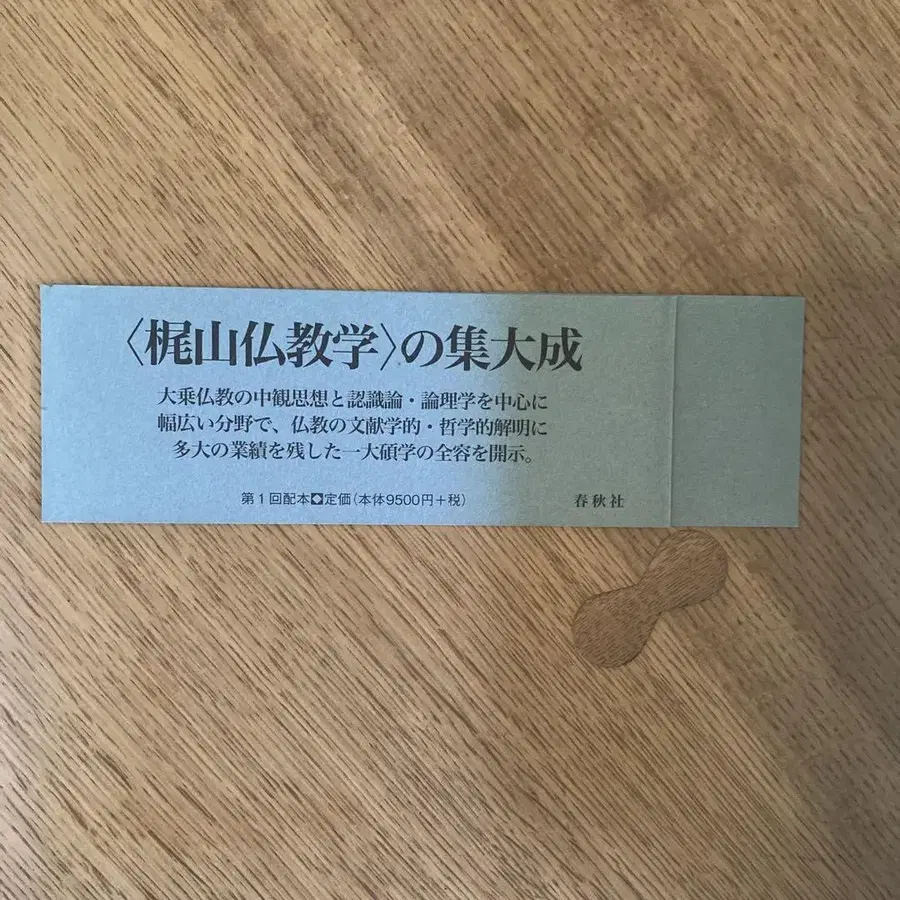 〈梶山仏教学〉の集大成
大乗仏教の中観思想と認識論・論理学を中心に
幅広い分野で、仏教の文献学的・哲学的解明に
多大の業績を残した一大碩学の全容を開示。
第1回配本◆定価(本体9500円+税) 春秋社